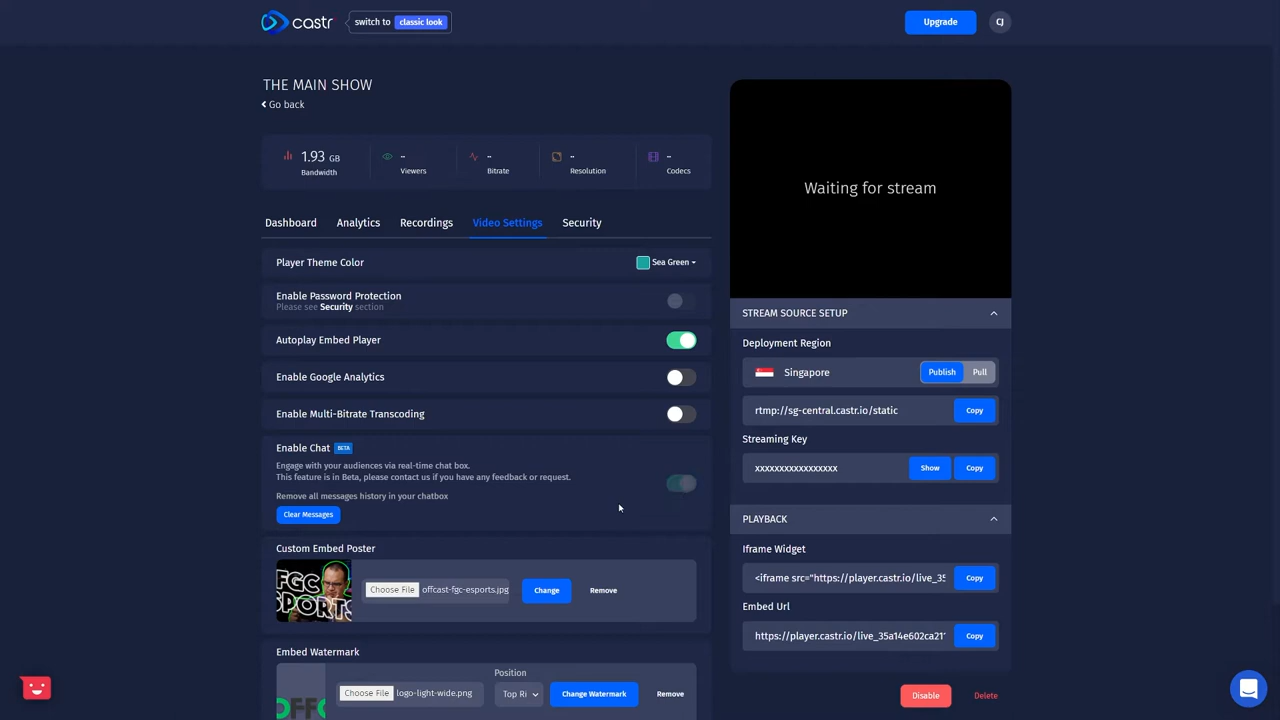 castr
switch to classic look
Upgrade
CJ
THE MAIN SHOW
Go back
1.93 GB
Bandwidth
--
Viewers
--
Bitrate
--
Resolution
--
Codecs
Dashboard
Analytics
Recordings
Video Settings
Security
Player Theme Color
Sea Green
Enable Password Protection
Please see Security section
Autoplay Embed Player
Enable Google Analytics
Enable Multi-Bitrate Transcoding
Enable Chat BETA
Engage with your audiences via real-time chat box.
This feature is in Beta, please contact us if you have any feedback or request.
Remove all messages history in your chatbox
Clear Messages
Custom Embed Poster
FGC
SPORTS
Choose File offcast-fgc-esports.jpg
Change
Remove
Embed Watermark
OFFC
Choose File logo-light-wide.png
Position
Top Ri
Change Watermark
Remove
Waiting for stream
STREAM SOURCE SETUP
Deployment Region
Singapore
Publish
Pull
rtmp://sg-central.castr.io/static
Copy
Streaming Key
xxxxxxxxxxxxxxxxx
Show
Copy
PLAYBACK
Iframe Widget
<iframe src="https://player.castr.io/live_35
Copy
Embed Url
https://player.castr.io/live_35a14e602ca21
Copy
Disable
Delete